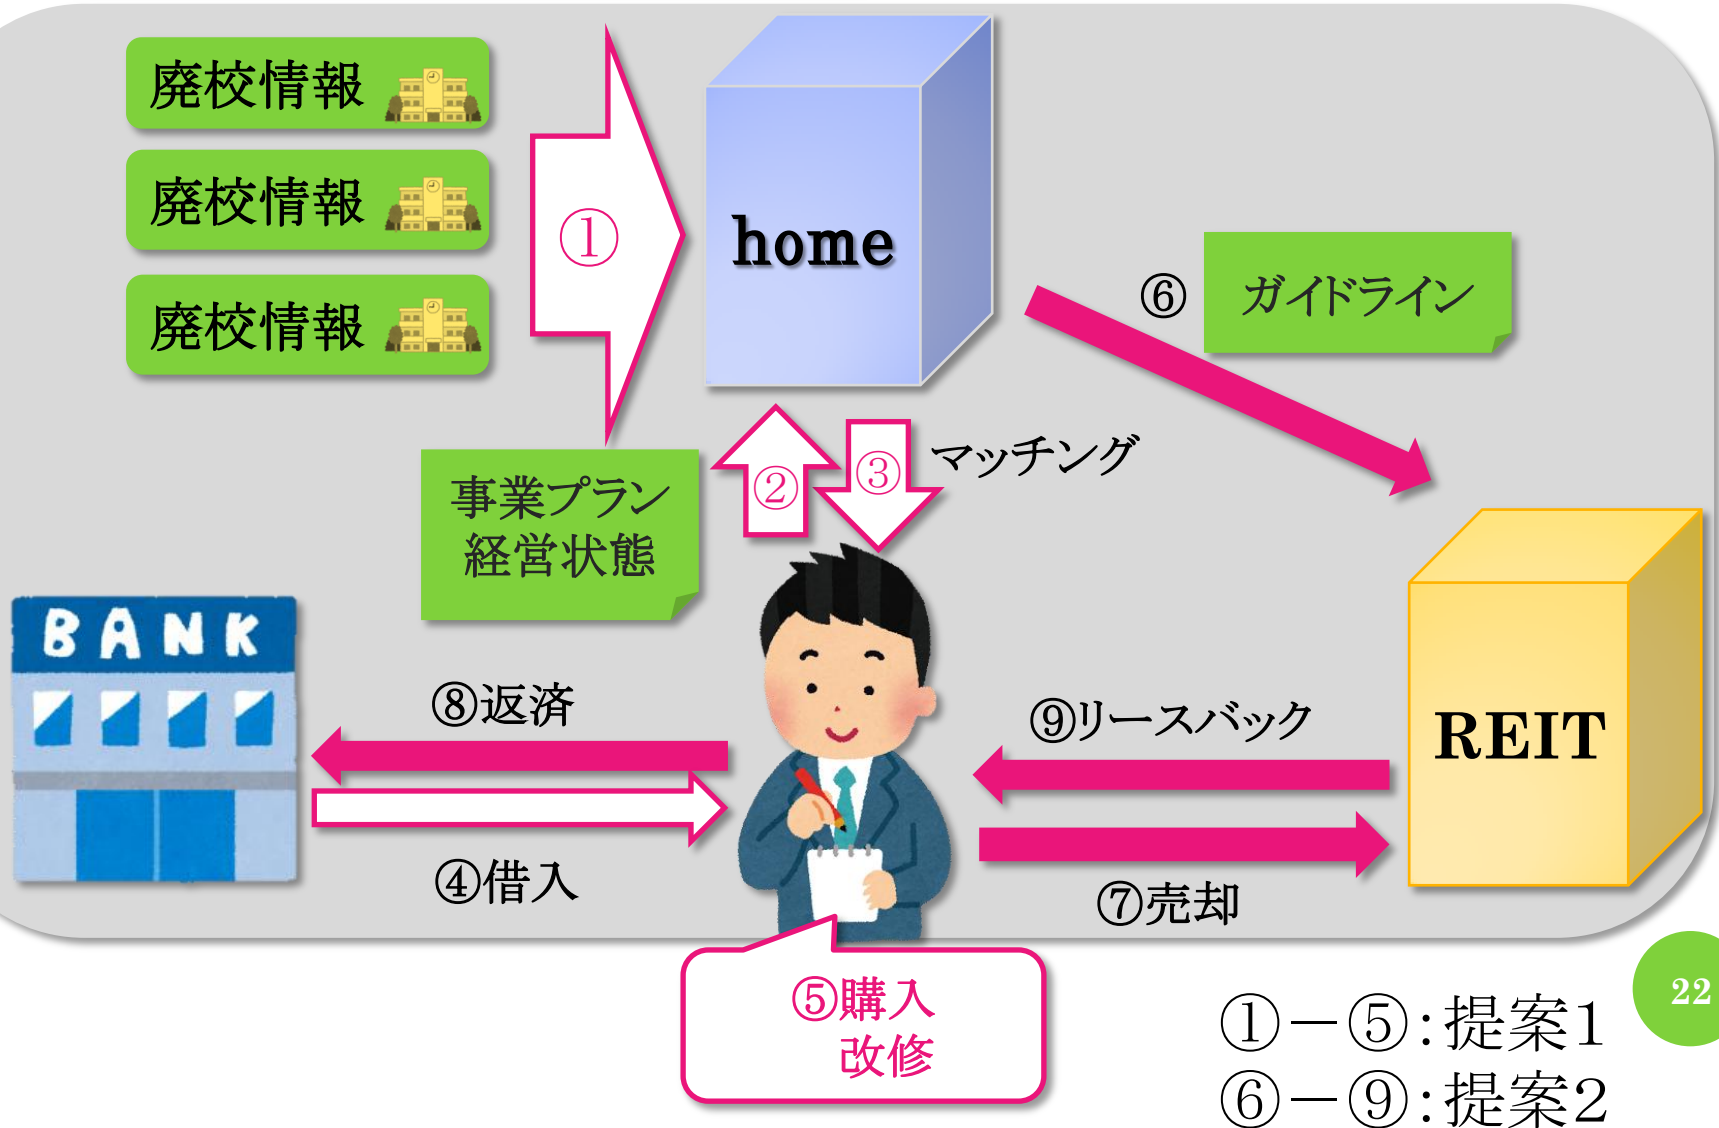 廃校情報
廃校情報
廃校情報
①
home
⑥
ガイドライン
②
③
マッチング
事業プラン
経営状態
BANK
⑧返済
④借入
⑨リースバック
⑦売却
REIT
⑤購入
改修
①－⑤：提案1
⑥－⑨：提案2
22